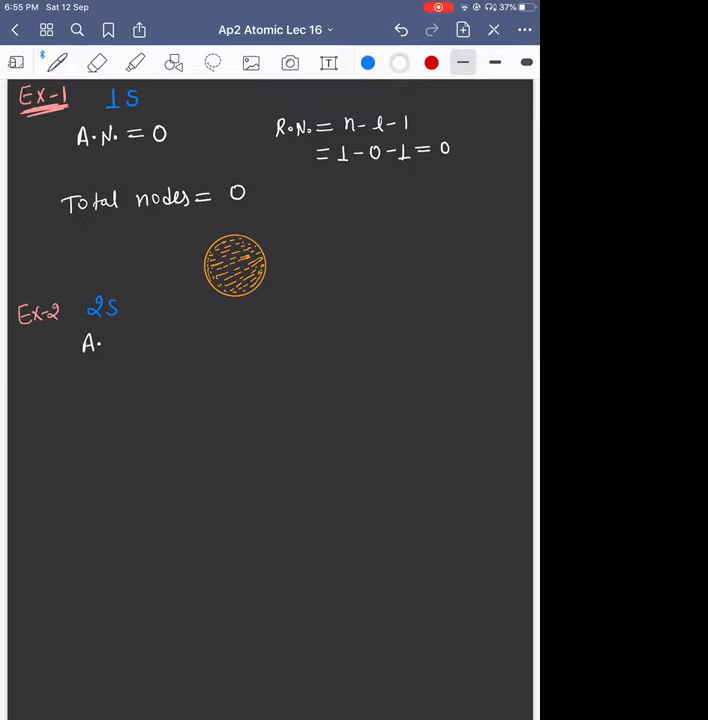 6:55 PM Sat 12 Sep 37%
Ap2 Atomic Lec 16
T
Ex-1 1S
A.N. = 0
R.N. = n - l - 1
= 1 - 0 - 1 = 0
Total nodes = 0
Ex-2 2S
A.